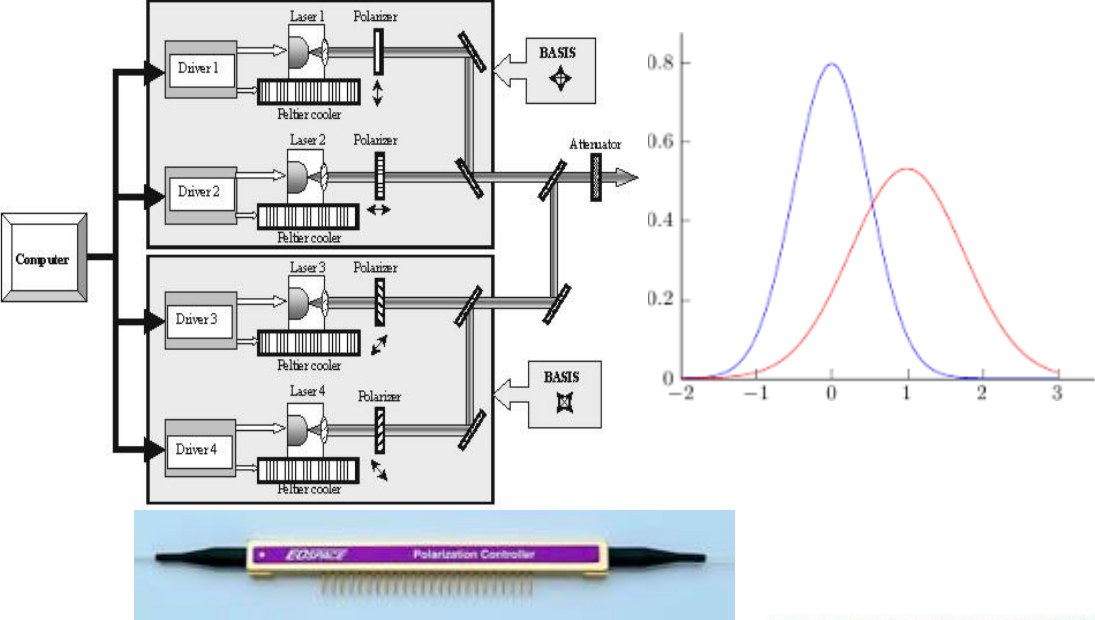 Laser 1
Polarizer
Driver 1
Peltier cooler
BASIS
Laser 2
Polarizer
Attenuator
Driver 2
Peltier cooler
Computer
Laser 3
Polarizer
Driver 3
Peltier cooler
BASIS
Laser 4
Polarizer
Driver 4
Peltier cooler
0.8
0.6
0.4
0.2
0
−2 −1 0 1 2 3
EOSPACE Polarization Controller